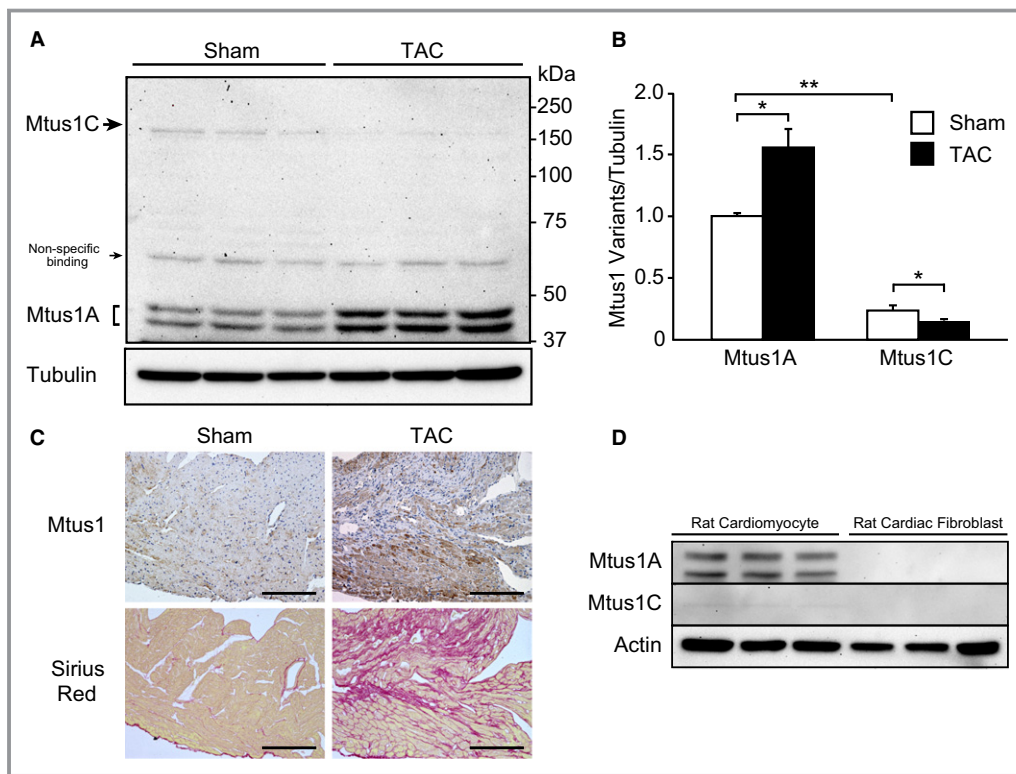 A
Sham TAC
kDa
Mtus1C
250
150
100
75
Non-specific
binding
50
Mtus1A
37
Tubulin
B
Mtus1 Variants/Tubulin
2.0
1.5
1.0
0.5
0
**
*
*
Sham
TAC
Mtus1A Mtus1C
C
Sham TAC
Mtus1
Sirius
Red
D
Rat Cardiomyocyte Rat Cardiac Fibroblast
Mtus1A
Mtus1C
Actin